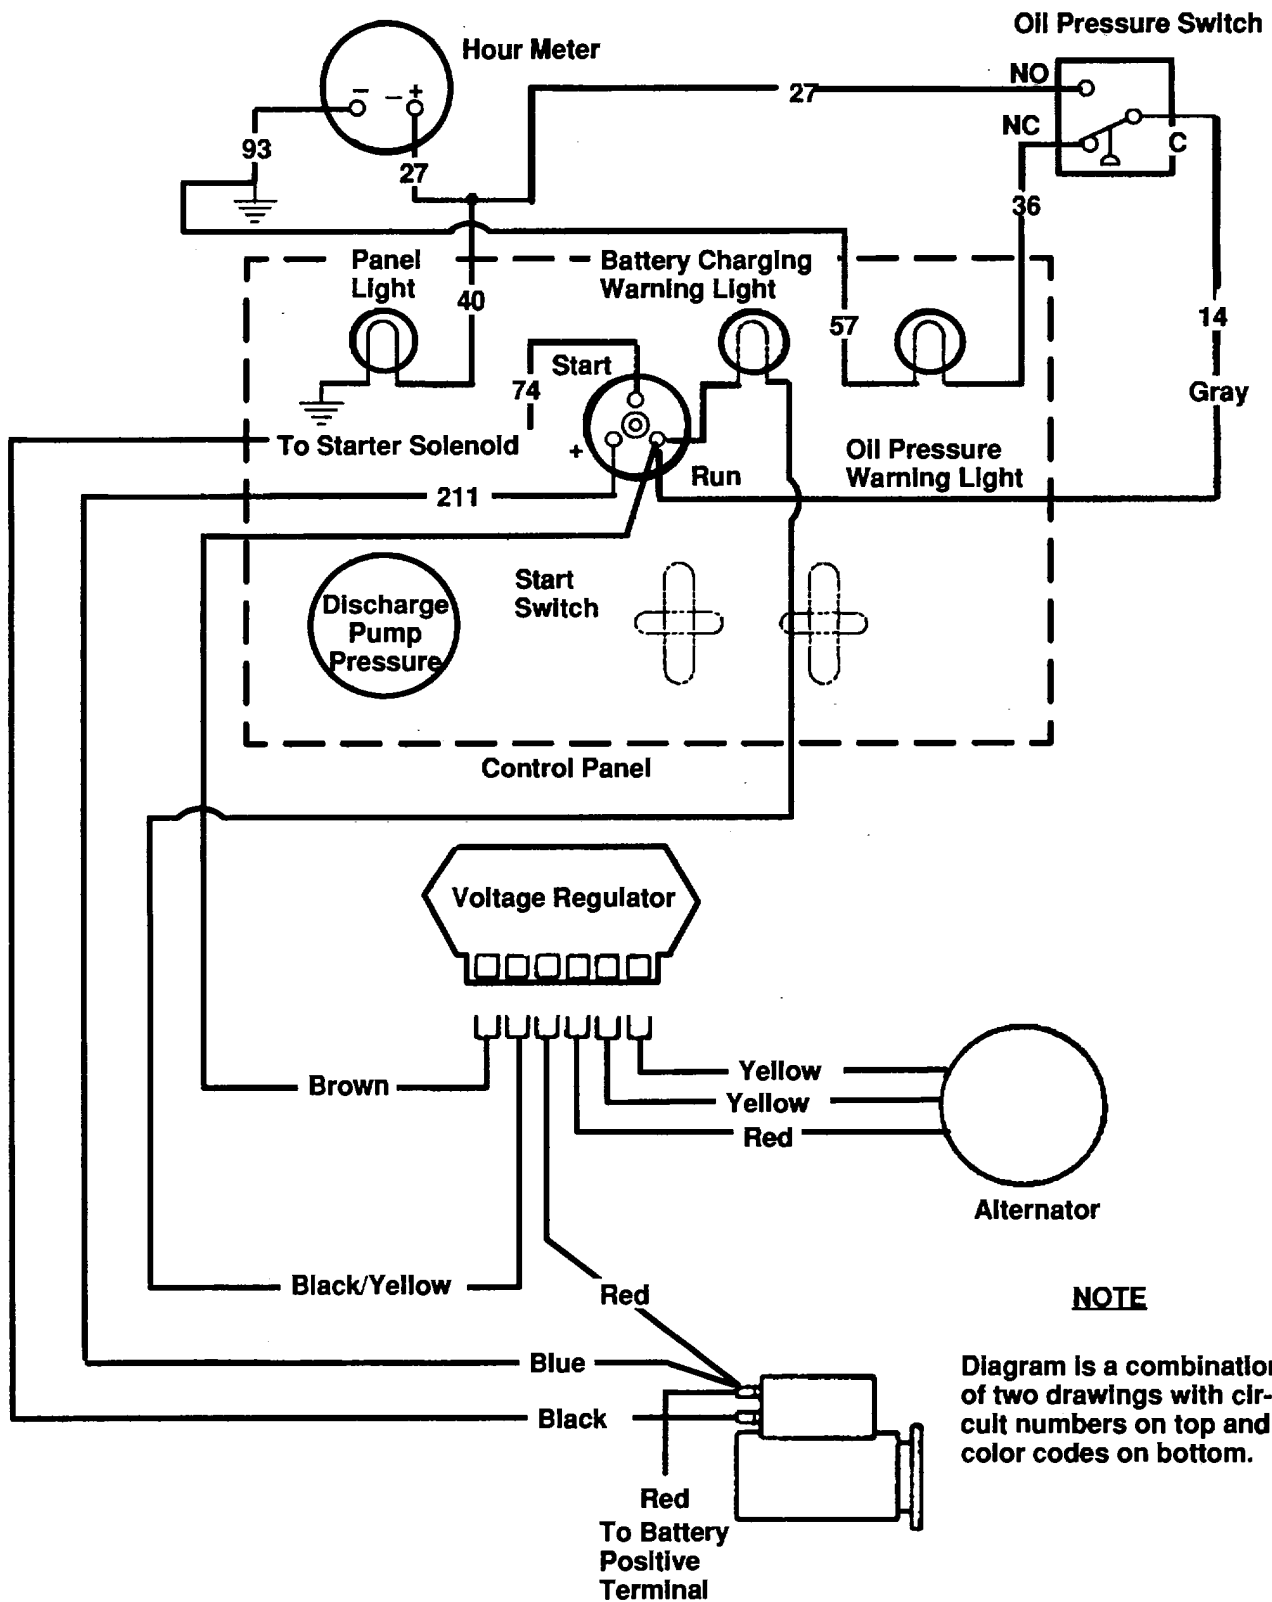 Oil Pressure Switch
Hour Meter
NO
27
NC
C
−
− +
93
27
36
Panel
Light
Battery Charging
Warning Light
40
57
14
Start
74
Gray
To Starter Solenoid
+
Run
Oil Pressure
Warning Light
211
Start
Switch
Discharge
Pump
Pressure
Control Panel
Voltage Regulator
Brown
Yellow
Yellow
Red
Alternator
Black/Yellow
Red
NOTE
Blue
Black
Diagram is a combination
of two drawings with cir-
cuit numbers on top and
color codes on bottom.
Red
To Battery
Positive
Terminal